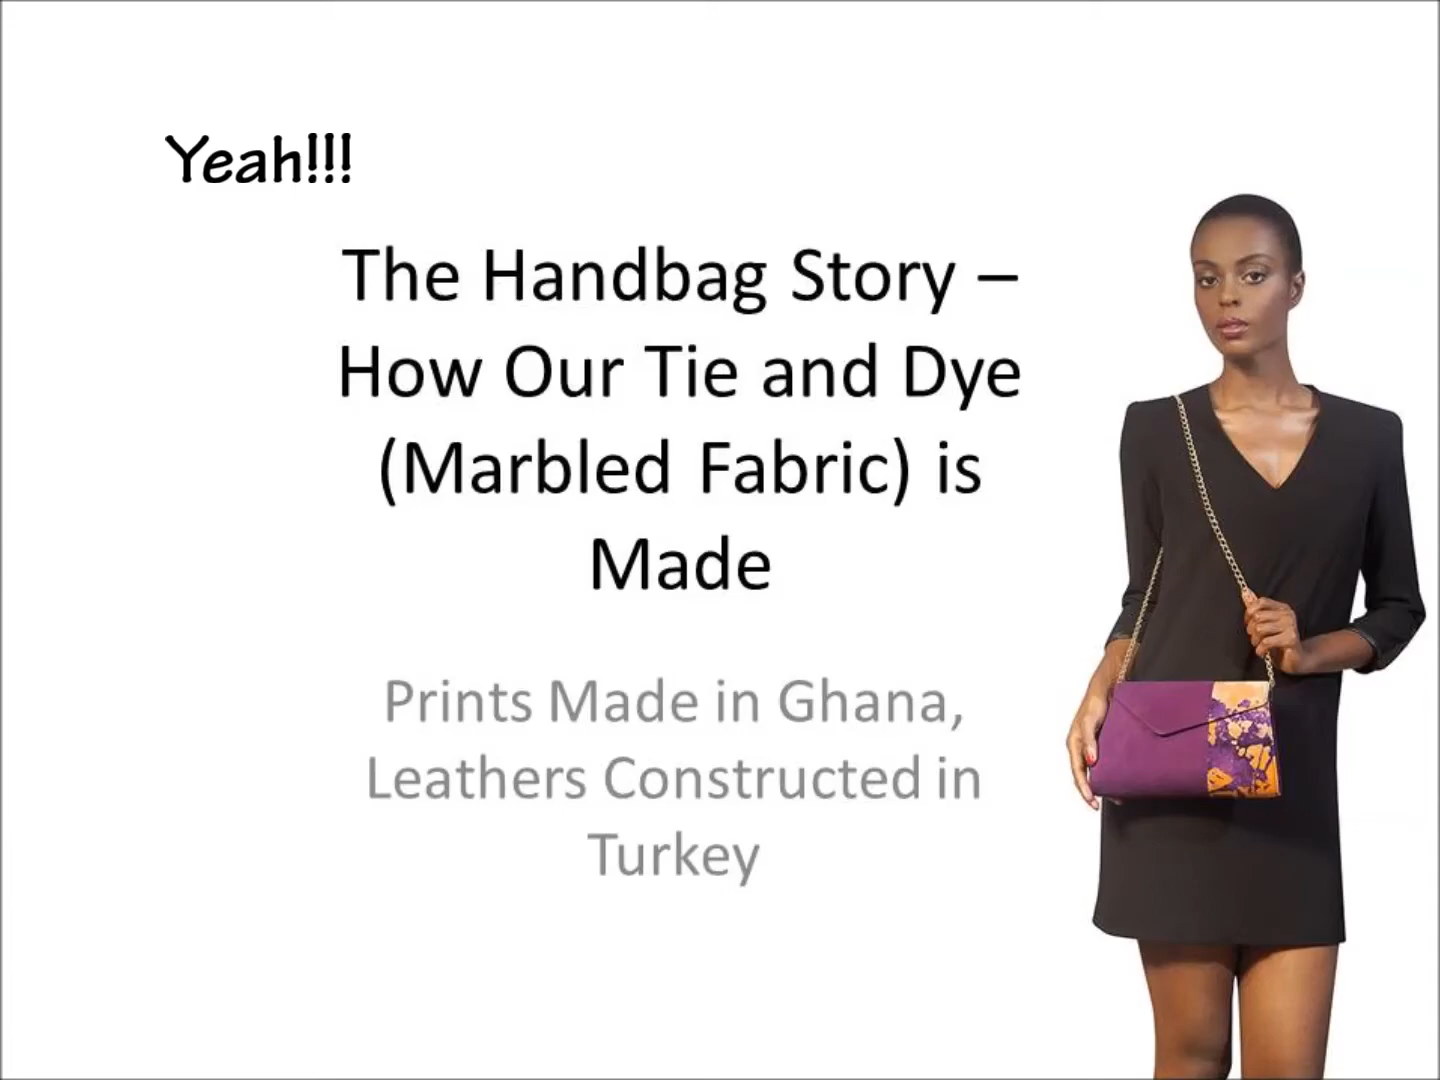 Yeah!!!
The Handbag Story –
How Our Tie and Dye
(Marbled Fabric) is
Made
Prints Made in Ghana,
Leathers Constructed in
Turkey